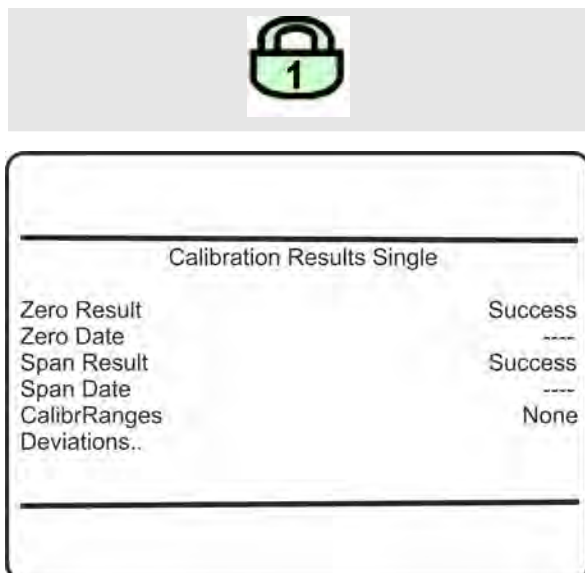 1
Calibration Results Single
Zero Result Success
Zero Date ----
Span Result Success
Span Date ----
CalibrRanges None
Deviations..